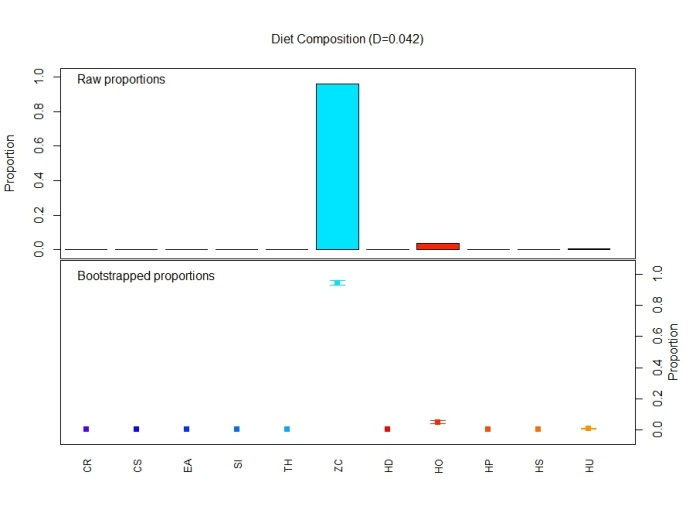 Diet Composition (D=0.042)
Raw proportions
Proportion
1.0
0.8
0.6
0.4
0.2
0.0
Bootstrapped proportions
Proportion
1.0
0.8
0.6
0.4
0.2
0.0
CR CS EA SI TH ZC HD HO HP HS HU